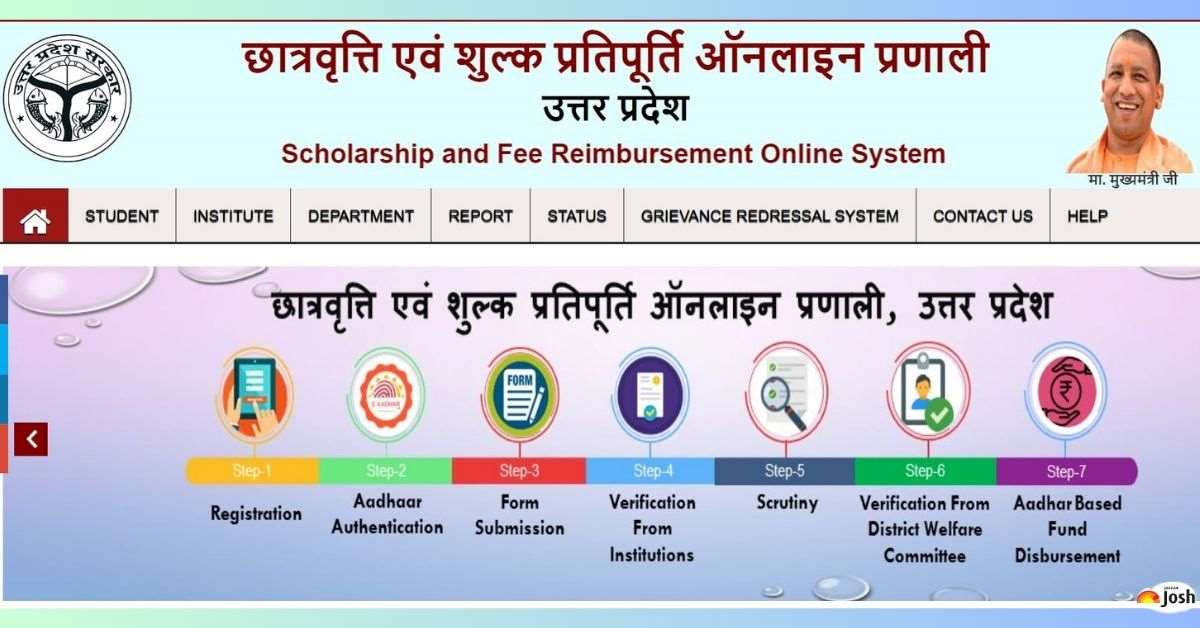 उत्तर प्रदेश सरकार
छात्रवृत्ति एवं शुल्क प्रतिपूर्ति ऑनलाइन प्रणाली
उत्तर प्रदेश
Scholarship and Fee Reimbursement Online System
मा. मुख्यमंत्री जी
STUDENT INSTITUTE DEPARTMENT REPORT STATUS GRIEVANCE REDRESSAL SYSTEM CONTACT US HELP
छात्रवृत्ति एवं शुल्क प्रतिपूर्ति ऑनलाइन प्रणाली, उत्तर प्रदेश
FORM
Step-1 Step-2 Step-3 Step-4 Step-5 Step-6 Step-7
Registration
Aadhaar
Authentication
Form
Submission
Verification
From
Institutions
Scrutiny
Verification From
District Welfare
Committee
Aadhar Based
Fund
Disbursement
Josh